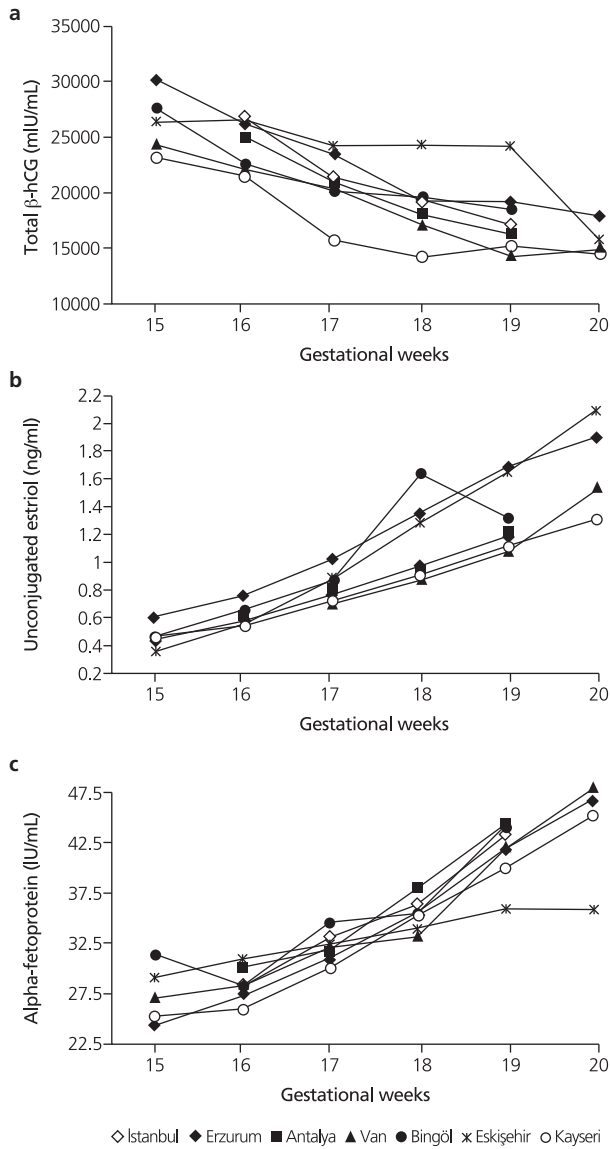 a
Total β-hCG (mIU/mL)
35000
30000
25000
20000
15000
10000
15 16 17 18 19 20
Gestational weeks
b
Unconjugated estriol (ng/ml)
2.2
2
1.8
1.6
1.4
1.2
1
0.8
0.6
0.4
0.2
15 16 17 18 19 20
Gestational weeks
c
Alpha-fetoprotein (IU/mL)
47.5
42.5
37.5
32.5
27.5
22.5
15 16 17 18 19 20
Gestational weeks
İstanbul Erzurum Antalya Van Bingöl Eskişehir Kayseri